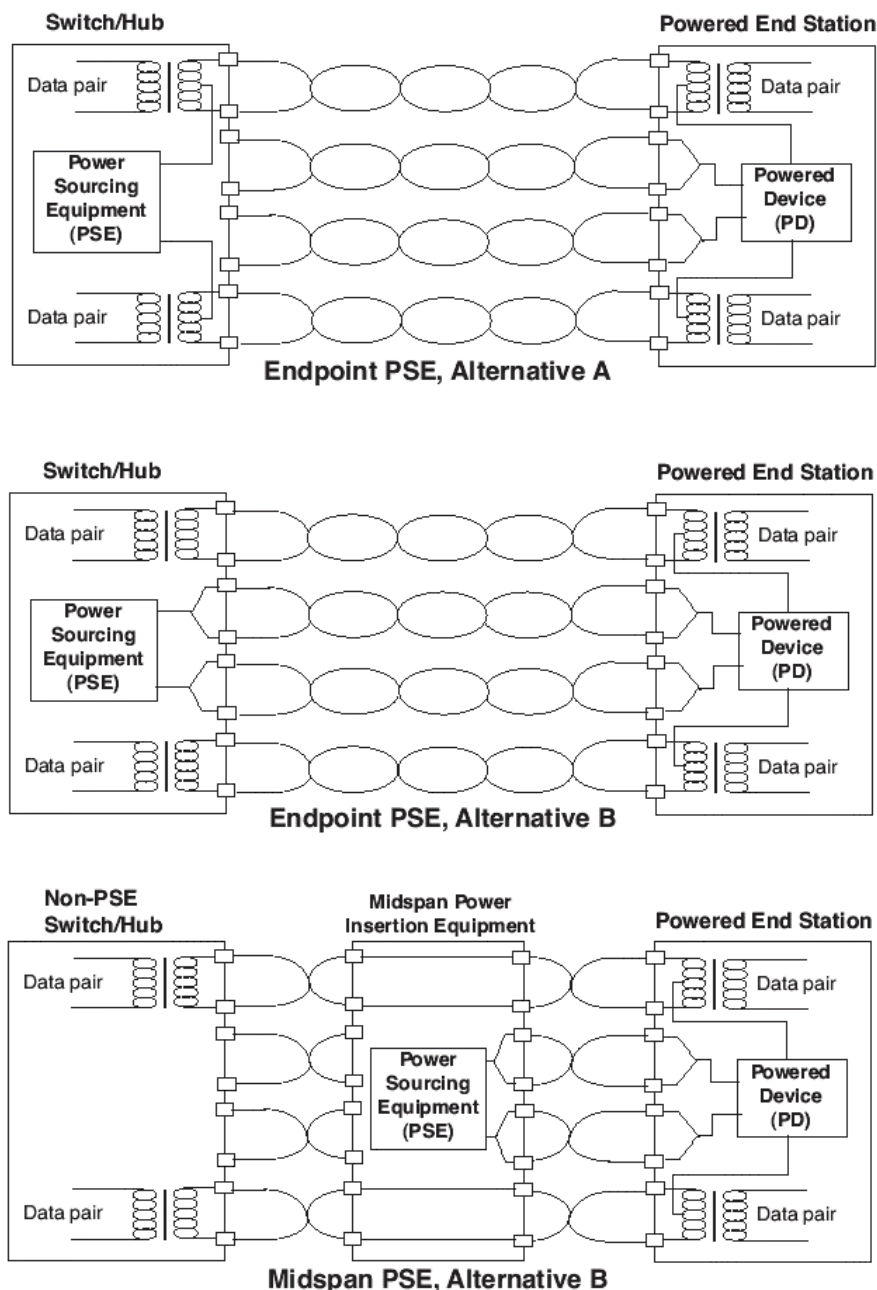 Switch/Hub
Powered End Station
Data pair
Data pair
Power
Sourcing
Equipment
(PSE)
Powered
Device
(PD)
Data pair
Data pair
Endpoint PSE, Alternative A
Switch/Hub
Powered End Station
Data pair
Data pair
Power
Sourcing
Equipment
(PSE)
Powered
Device
(PD)
Data pair
Data pair
Endpoint PSE, Alternative B
Non-PSE
Switch/Hub
Midspan Power
Insertion Equipment
Powered End Station
Data pair
Data pair
Power
Sourcing
Equipment
(PSE)
Powered
Device
(PD)
Data pair
Data pair
Midspan PSE, Alternative B